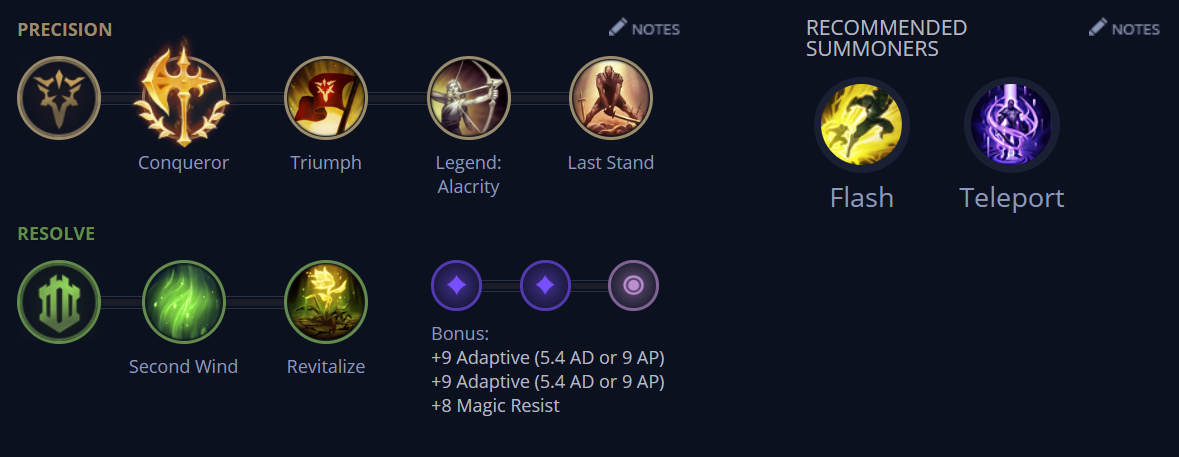 PRECISION
NOTES
Conqueror
Triumph
Legend:
Alacrity
Last Stand
RESOLVE
Second Wind
Revitalize
Bonus:
+9 Adaptive (5.4 AD or 9 AP)
+9 Adaptive (5.4 AD or 9 AP)
+8 Magic Resist
RECOMMENDED
SUMMONERS
NOTES
Flash
Teleport